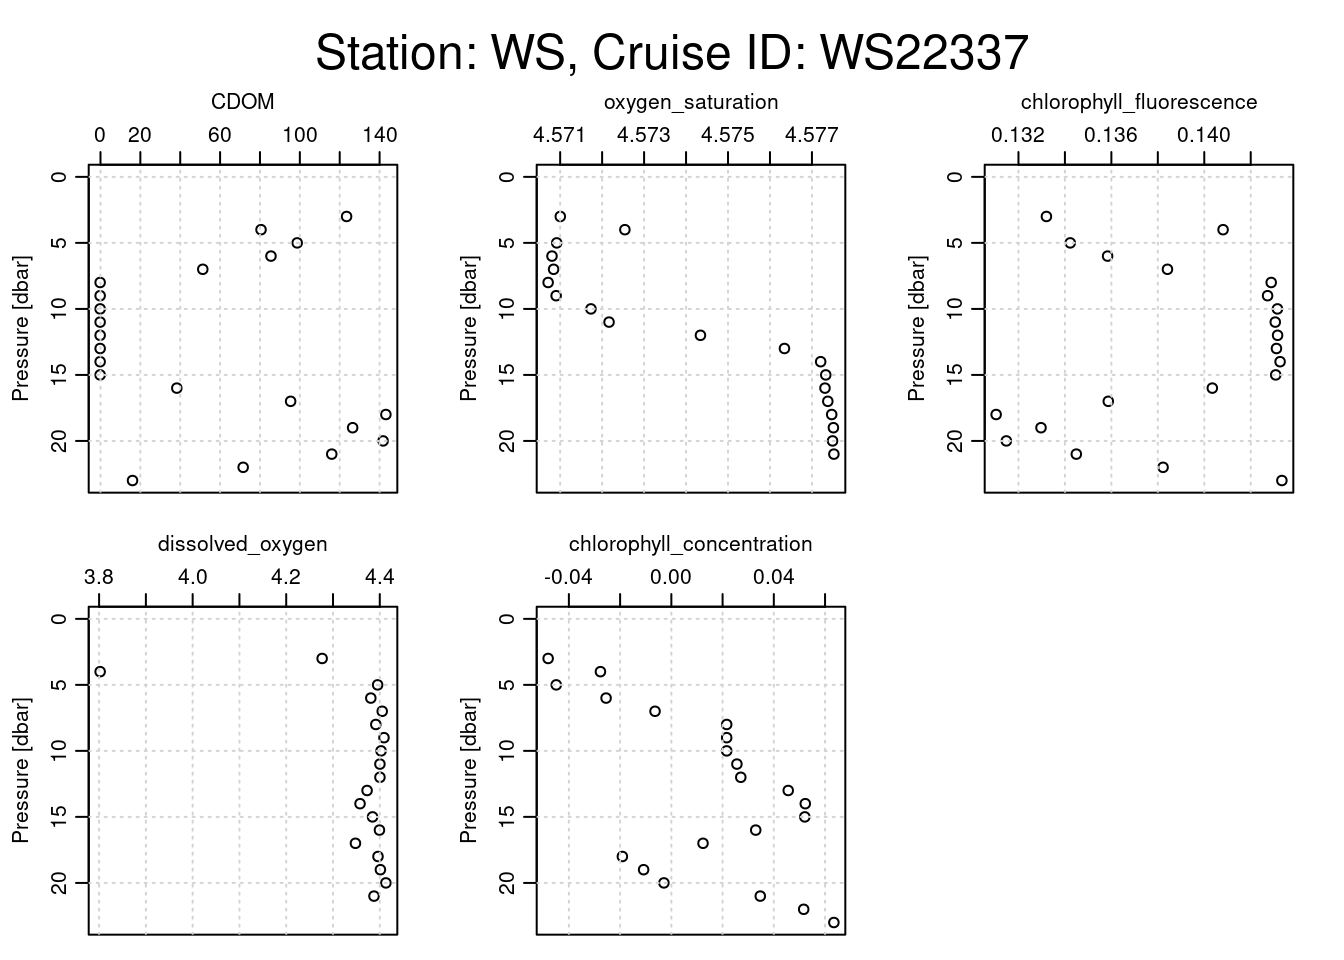 Station: WS, Cruise ID: WS22337
CDOM
0 20 60 100 140
Pressure [dbar]
0 5 10 15 20
oxygen_saturation
4.571 4.573 4.575 4.577
Pressure [dbar]
0 5 10 15 20
chlorophyll_fluorescence
0.132 0.136 0.140
Pressure [dbar]
0 5 10 15 20
dissolved_oxygen
3.8 4.0 4.2 4.4
Pressure [dbar]
0 5 10 15 20
chlorophyll_concentration
-0.04 0.00 0.04
Pressure [dbar]
0 5 10 15 20